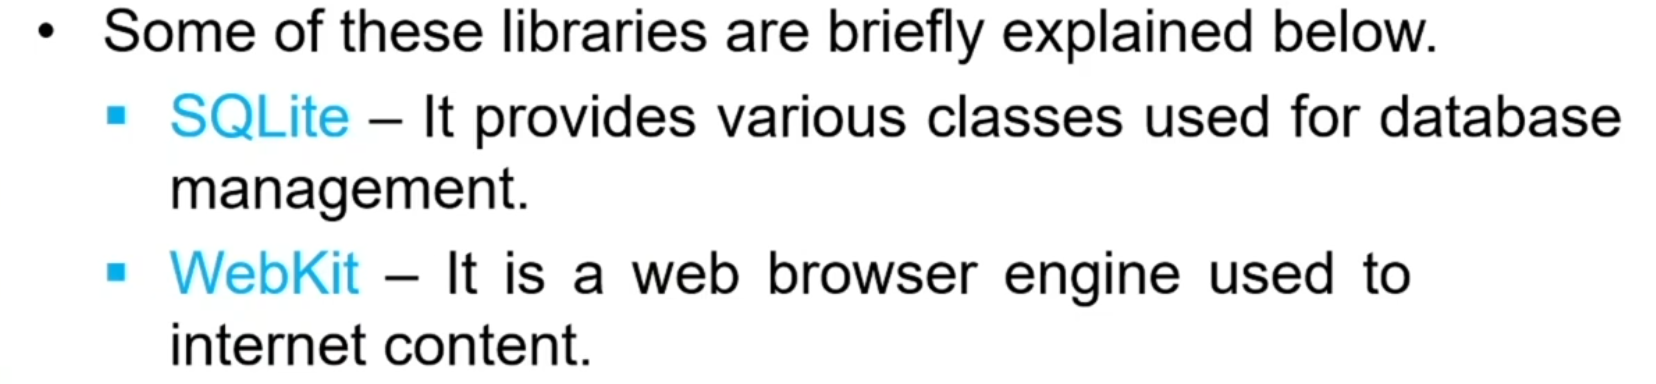 • Some of these libraries are briefly explained below.
▪ SQLite – It provides various classes used for database
management.
▪ WebKit – It is a web browser engine used to
internet content.